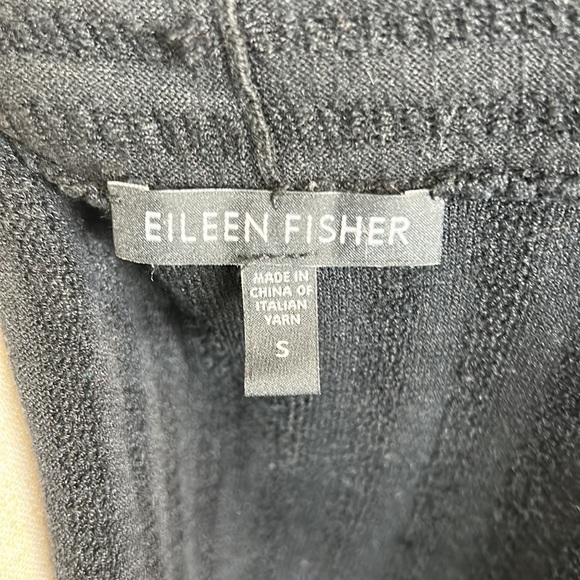 EILEEN FISHER
MADE IN
CHINA OF
ITALIAN
YARN
S